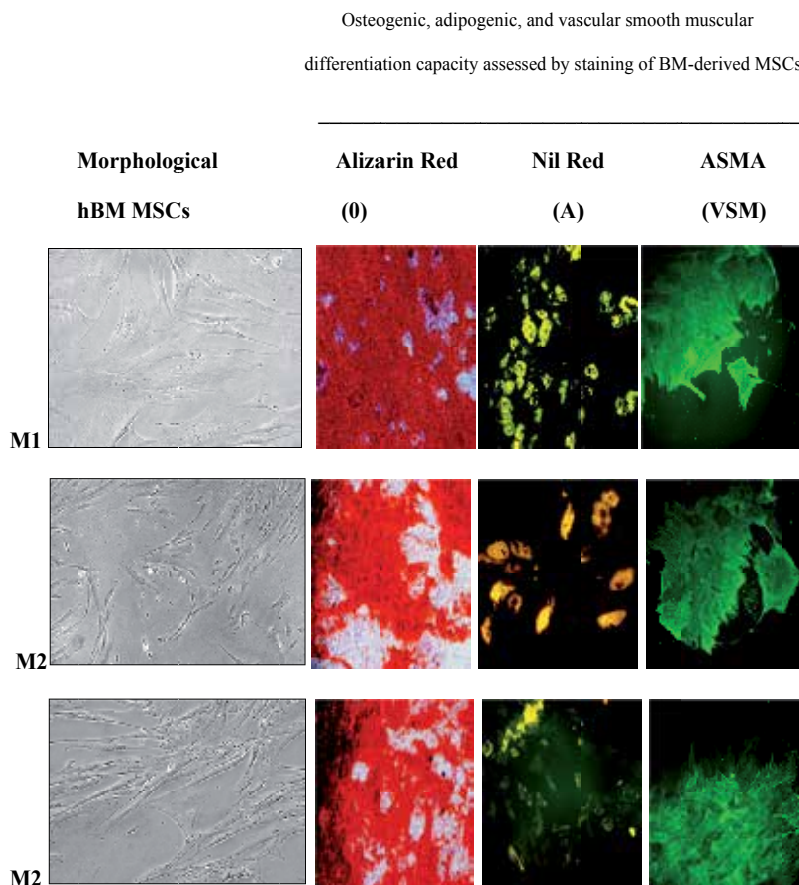 Osteogenic, adipogenic, and vascular smooth muscular
differentiation capacity assessed by staining of BM-derived MSCs
Morphological Alizarin Red Nil Red ASMA
hBM MSCs (0) (A) (VSM)
M1
M2
M2